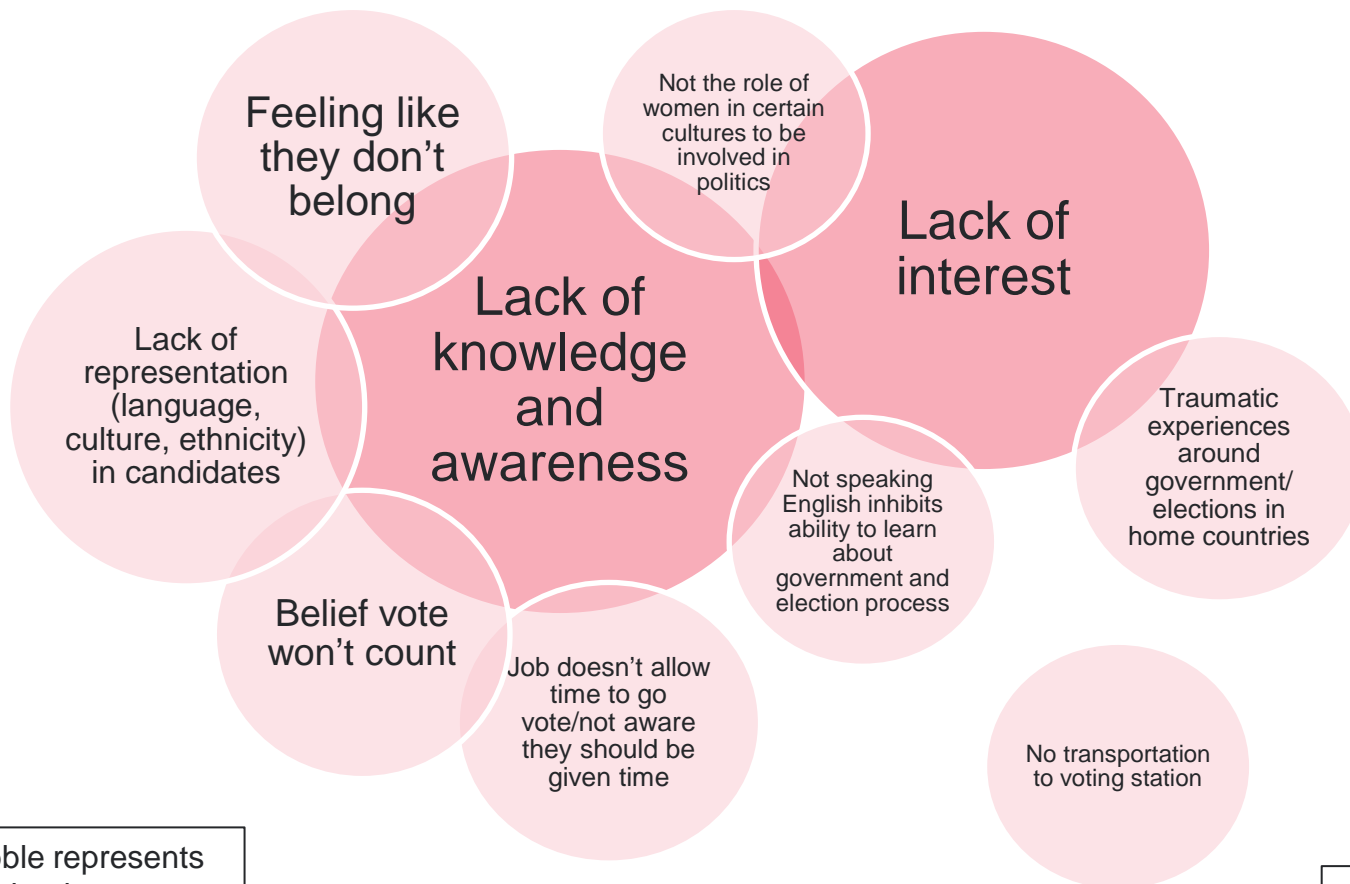 Feeling like
they don't
belong
Not the role of
women in certain
cultures to be
involved in
politics
Lack of
interest
Lack of
knowledge
and
awareness
Lack of
representation
(language,
culture, ethnicity)
in candidates
Traumatic
experiences
around
government/
elections in
home countries
Not speaking
English inhibits
ability to learn
about
government and
election process
Belief vote
won't count
Job doesn't allow
time to go
vote/not aware
they should be
given time
No transportation
to voting station
represents